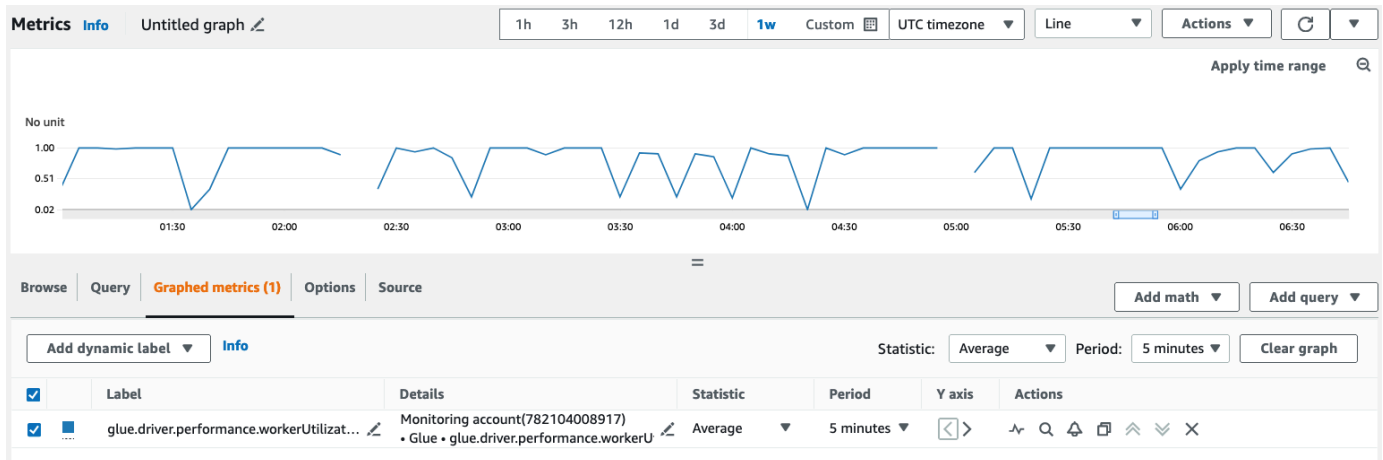 Metrics Info Untitled graph 1h 3h 12h 1d 3d 1w Custom UTC timezone Line Actions
Apply time range
No unit
1.00
0.51
0.02
01:30 02:00 02:30 03:00 03:30 04:00 04:30 05:00 05:30 06:00 06:30
Browse Query Graphed metrics (1) Options Source Add math Add query
Add dynamic label Info Statistic: Average Period: 5 minutes Clear graph
Label Details Statistic Period Y axis Actions
glue.driver.performance.workerUtilizat... Monitoring account(782104008917) Average 5 minutes
• Glue • glue.driver.performance.workerU